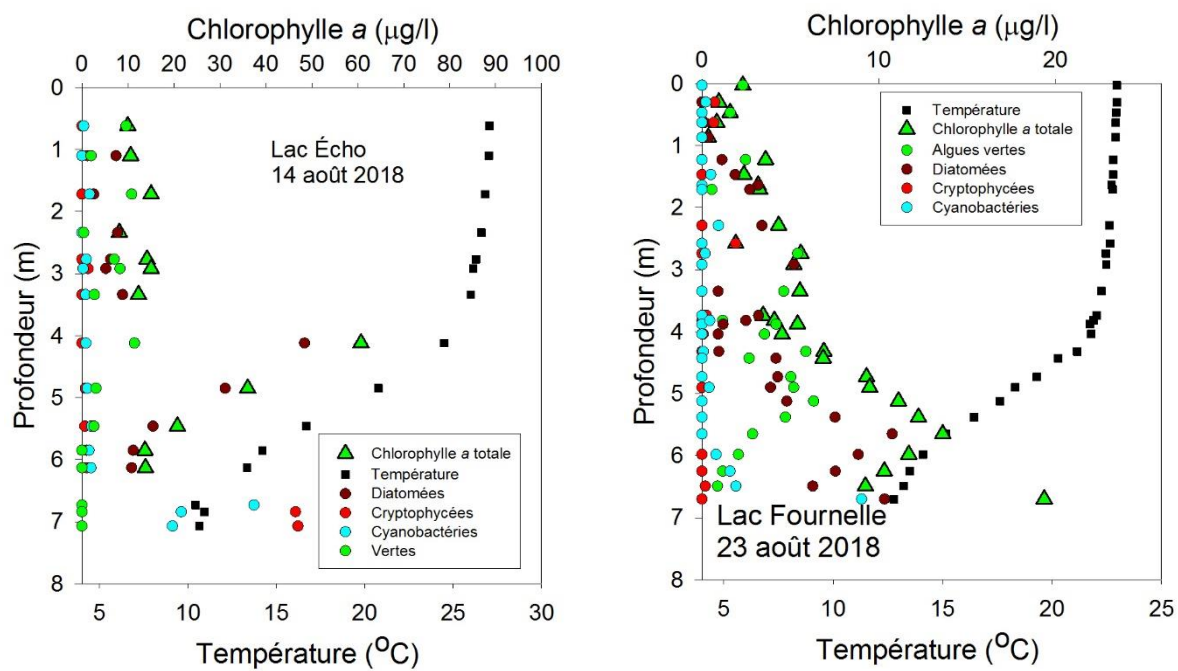 Chlorophylle a (μg/l)
0 10 20 30 40 50 60 70 80 90 100
0
1
2
3
4
5
6
7
8
Profondeur (m)
Lac Écho
14 août 2018
Chlorophylle a totale
Température
Diatomées
Cryptophycées
Cyanobactéries
Vertes
5 10 15 20 25 30
Température (°C)
Chlorophylle a (μg/l)
0 10 20
0
1
2
3
4
5
6
7
8
Profondeur (m)
Température
Chlorophylle a totale
Algues vertes
Diatomées
Cryptophycées
Cyanobactéries
Lac Fournelle
23 août 2018
5 10 15 20 25
Température (°C)